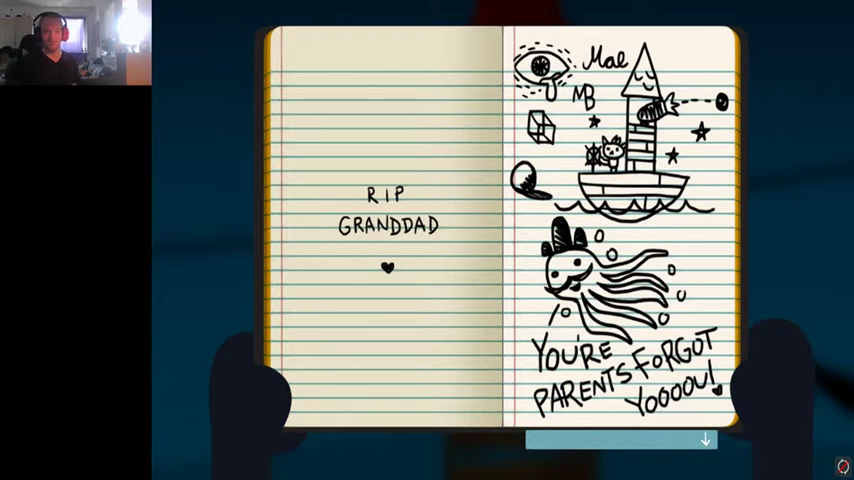 RIP
GRANDDAD
Mae
MB
YOU'RE
PARENTS FORGOT
YOOOOU!